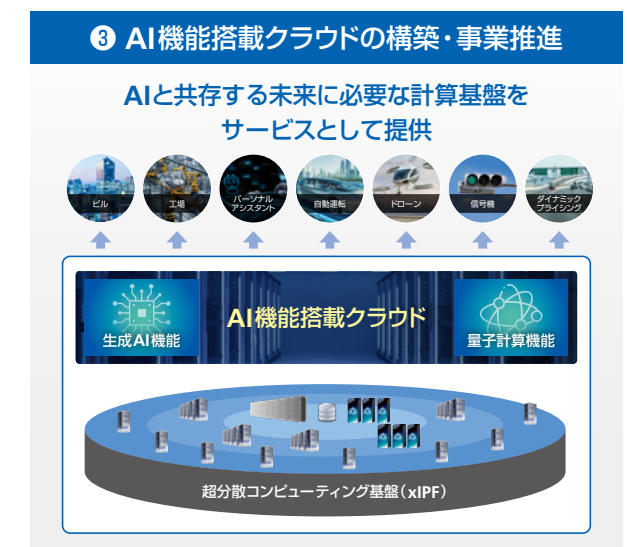 ❸ AI機能搭載クラウドの構築・事業推進
AIと共存する未来に必要な計算基盤を
サービスとして提供
ビル
工場
パーソナル
アシスタント
自動運転
ドローン
信号機
ダイナミック
プライシング
生成AI機能
AI機能搭載クラウド
量子計算機能
超分散コンピューティング基盤(xIPF)